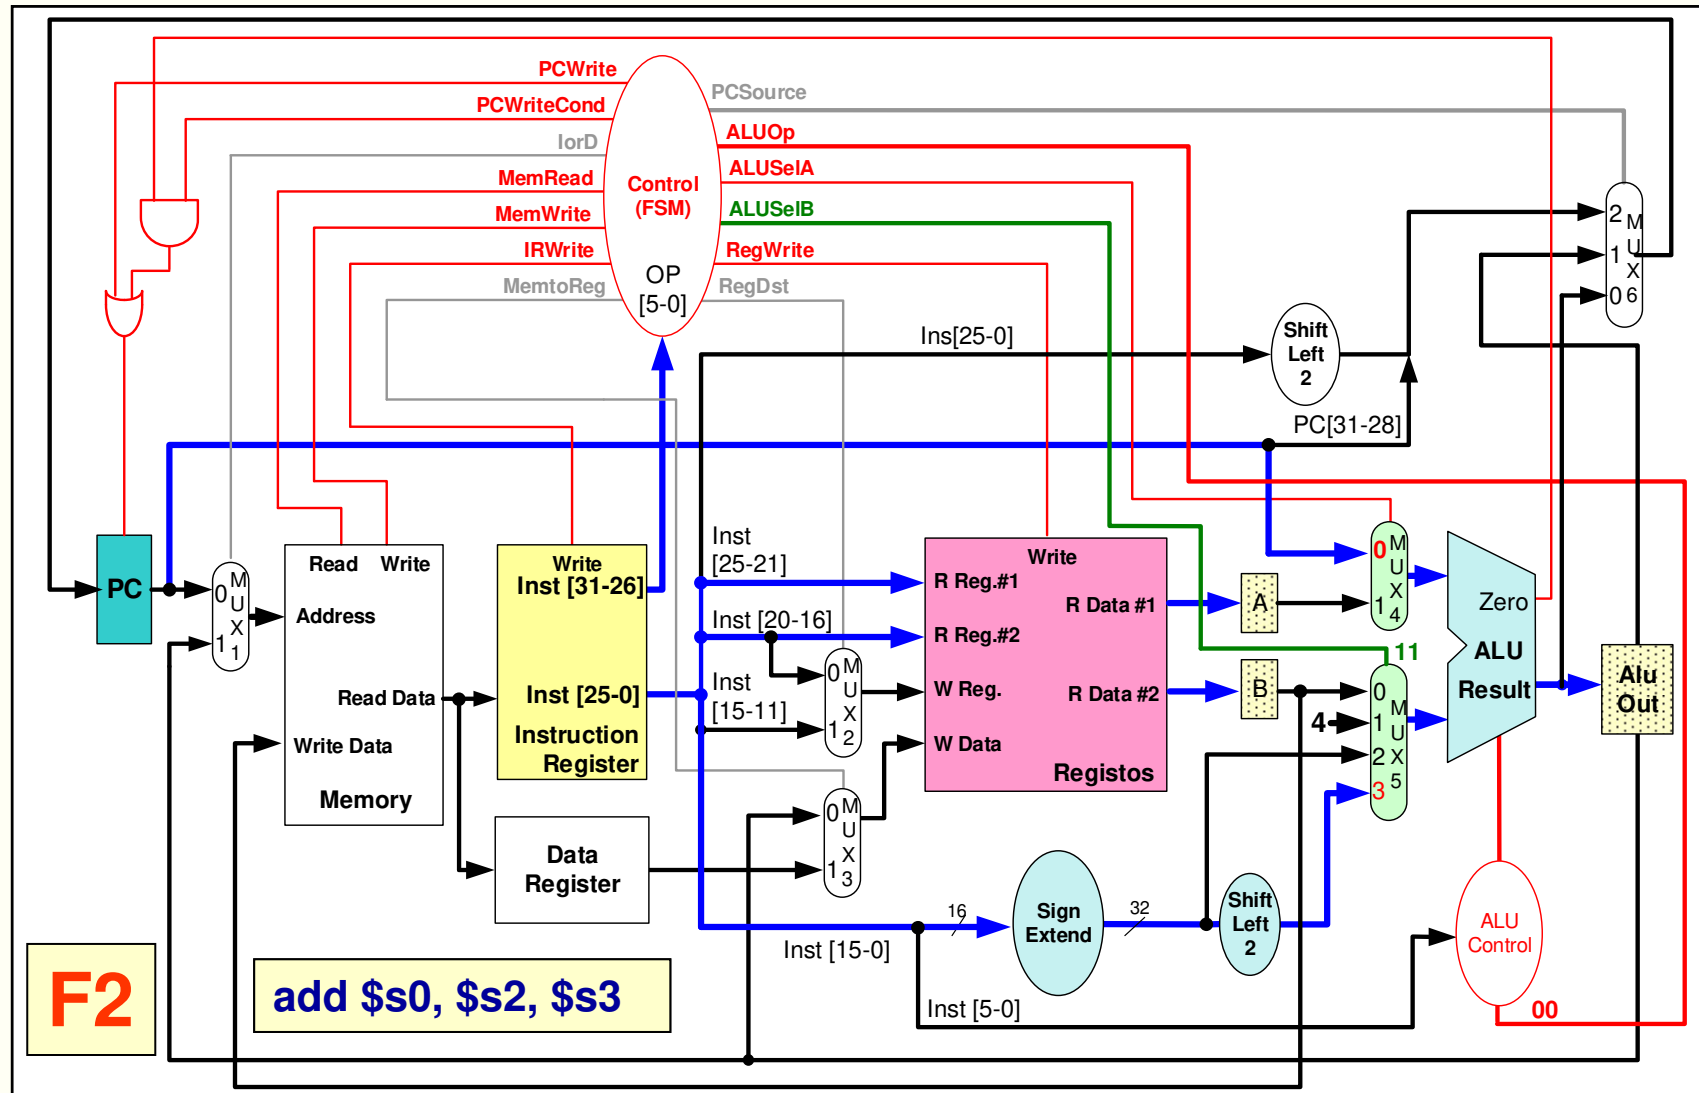 PCWrite
PCWriteCond
IorD
MemRead
MemWrite
IRWrite
MemtoReg
Control
(FSM)
OP
[5-0]
PCSource
ALUOp
ALUSelA
ALUSelB
RegWrite
RegDst
Ins[25-0]
Shift
Left
2
PC[31-28]
2
1
0
M
U
X
6
PC
0
1
M
U
X
1
Read Write
Address
Read Data
Write Data
Memory
Write
Inst [31-26]
Inst [25-0]
Instruction
Register
Data
Register
Inst
[25-21]
Inst [20-16]
Inst
[15-11]
0
1
M
U
X
2
0
1
M
U
X
3
Write
R Reg.#1
R Reg.#2
W Reg.
W Data
R Data #1
R Data #2
Registos
A
B
0
1
M
U
X
4
11
0
4
1
2
3
M
U
X
5
Zero
ALU
Result
Alu
Out
Inst [15-0]
16
Sign
Extend
32
Shift
Left
2
Inst [5-0]
ALU
Control
00
F2
add $s0, $s2, $s3